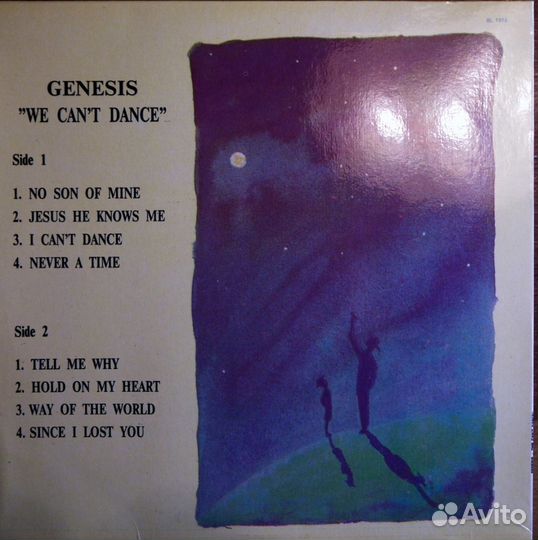 GENESIS
"WE CAN'T DANCE"
Side 1
1. NO SON OF MINE
2. JESUS HE KNOWS ME
3. I CAN'T DANCE
4. NEVER A TIME
Side 2
1. TELL ME WHY
2. HOLD ON MY HEART
3. WAY OF THE WORLD
4. SINCE I LOST YOU
Avito